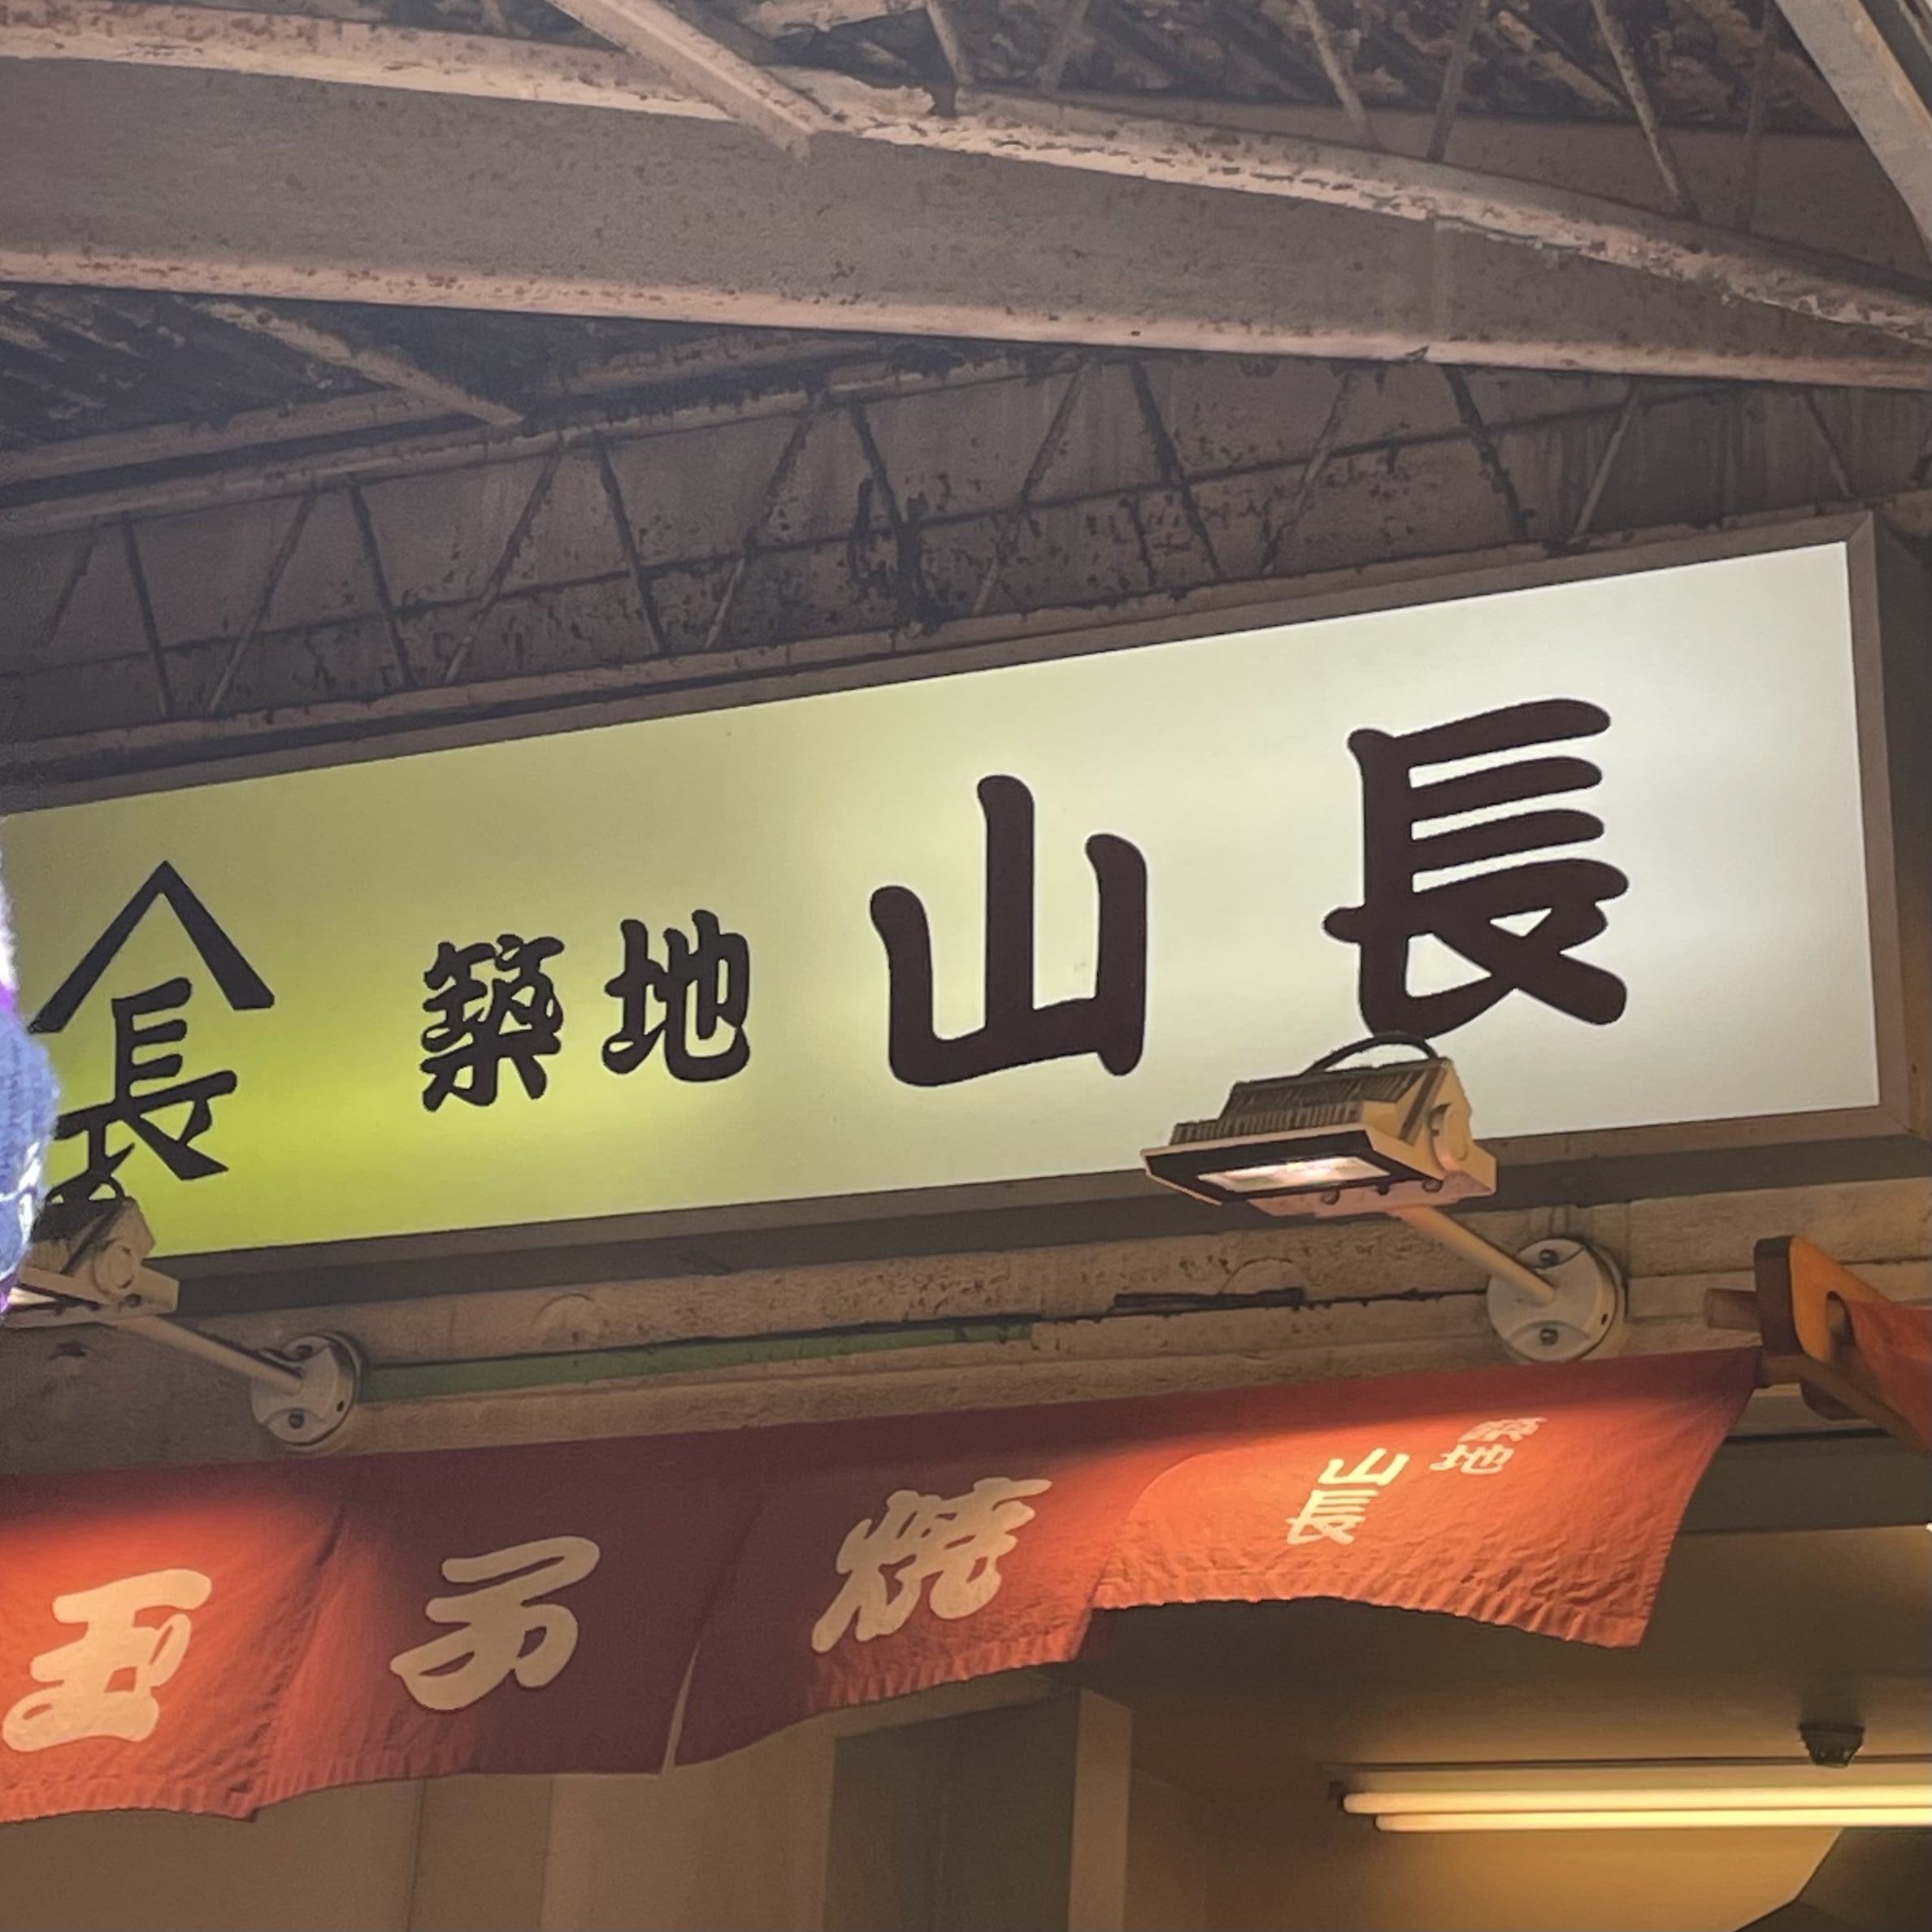 長 築地 山長
築地
山長
玉子焼